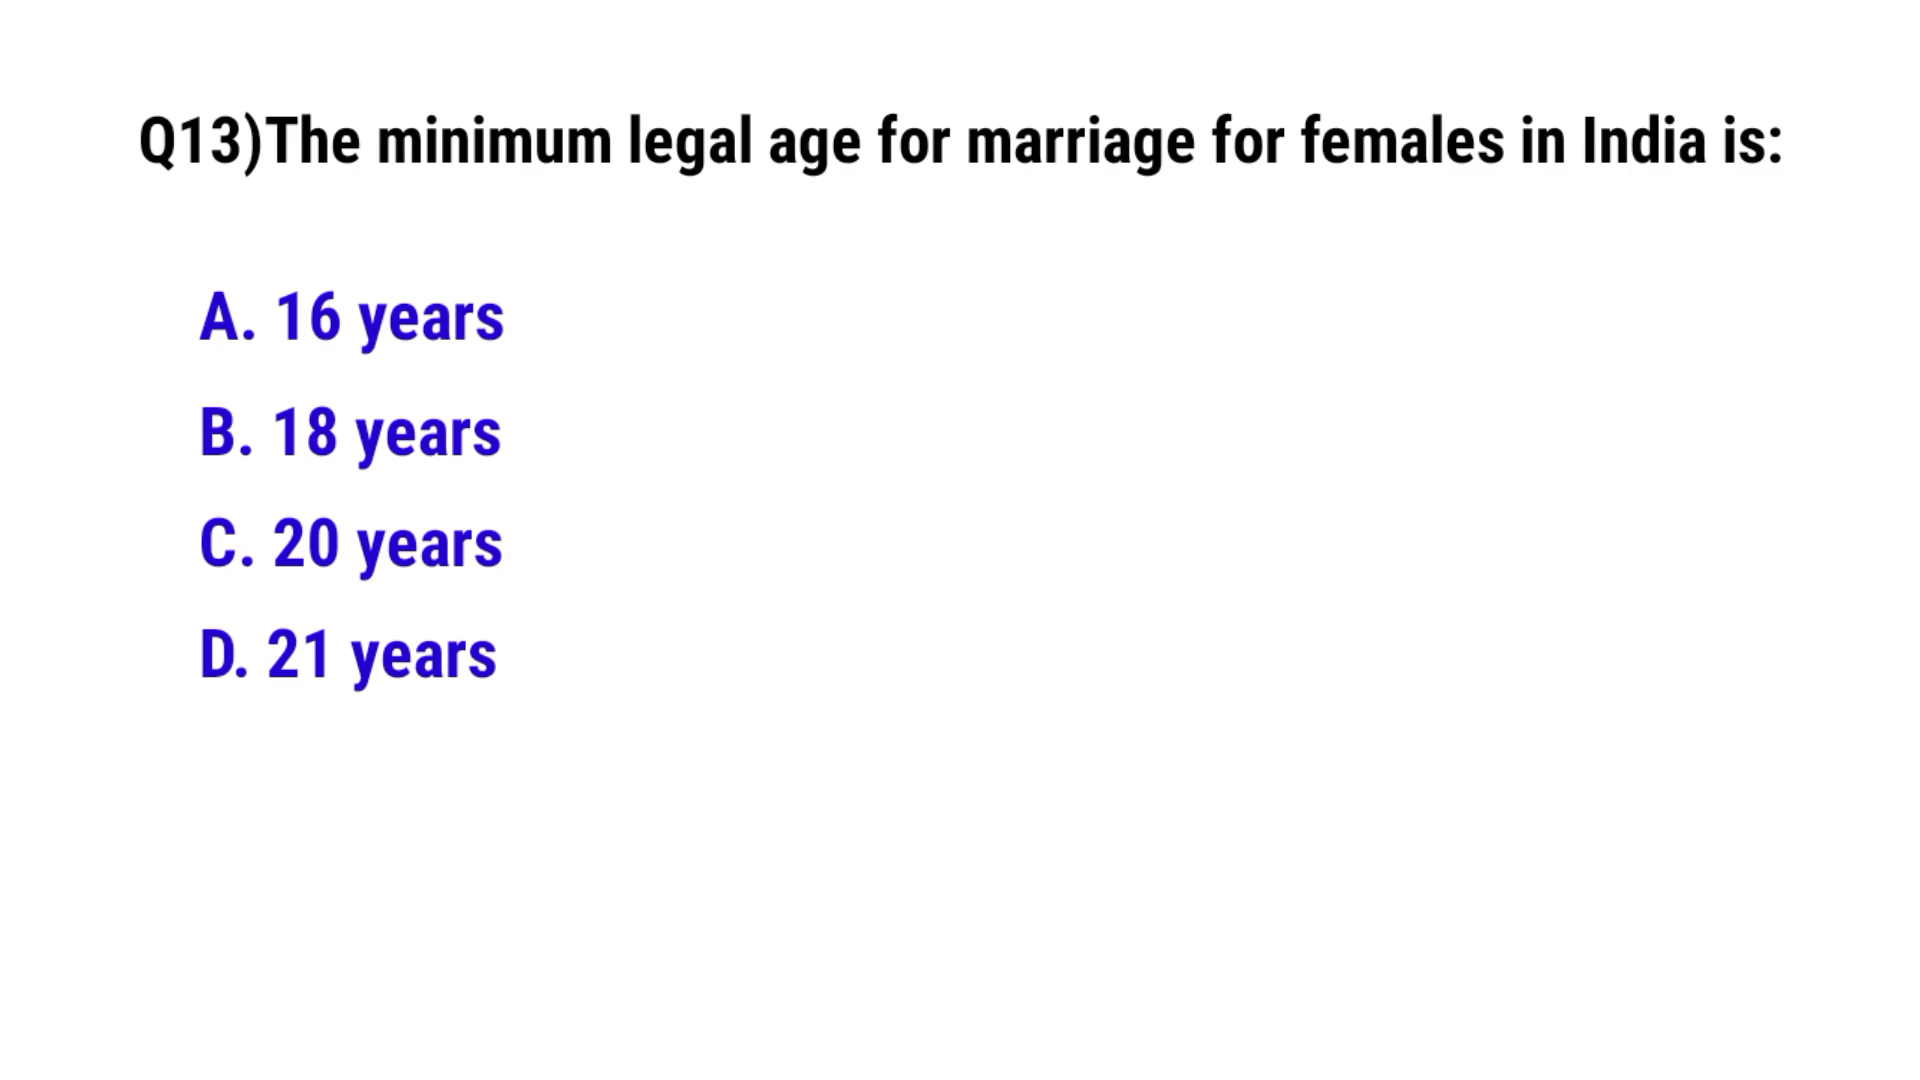 Q13)The minimum legal age for marriage for females in India is:
A. 16 years
B. 18 years
C. 20 years
D. 21 years